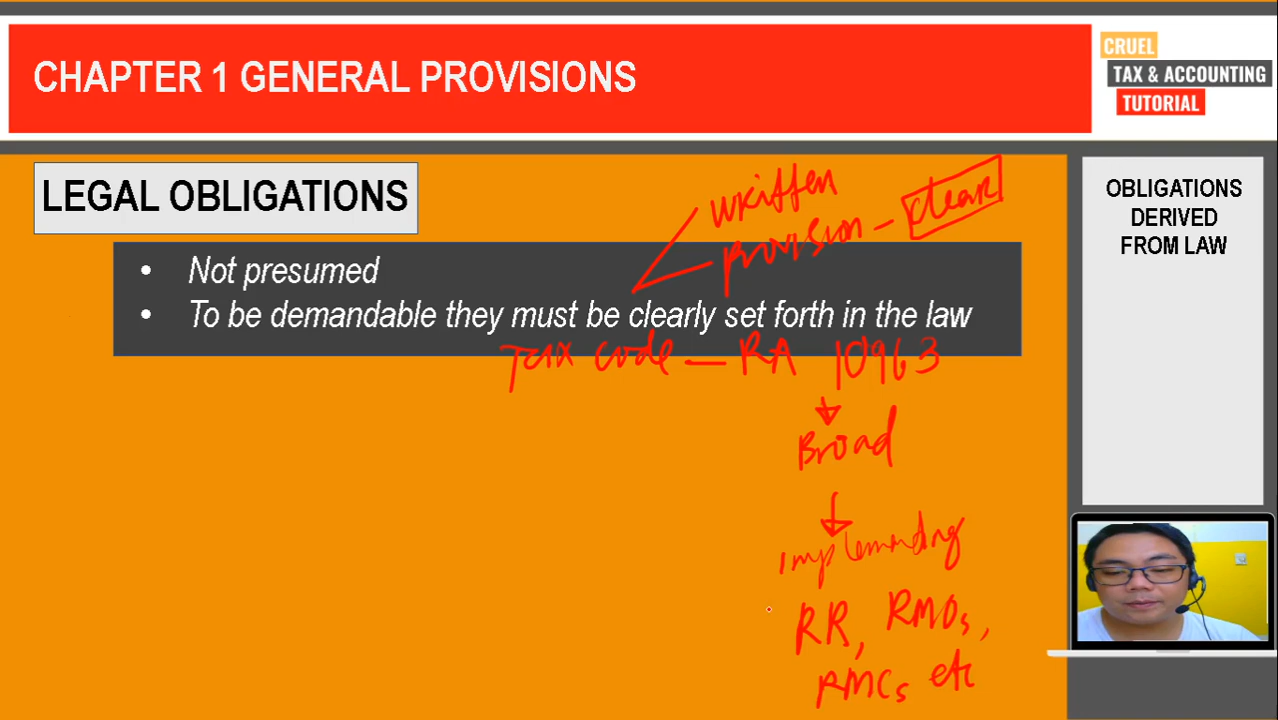 CHAPTER 1 GENERAL PROVISIONS
CRUEL
TAX & ACCOUNTING
TUTORIAL
LEGAL OBLIGATIONS
OBLIGATIONS
DERIVED
FROM LAW
written
provision - clear
• Not presumed
• To be demandable they must be clearly set forth in the law
Tax code — RA 10963
Broad
Implementing
RR, RMOs,
RMCs etc